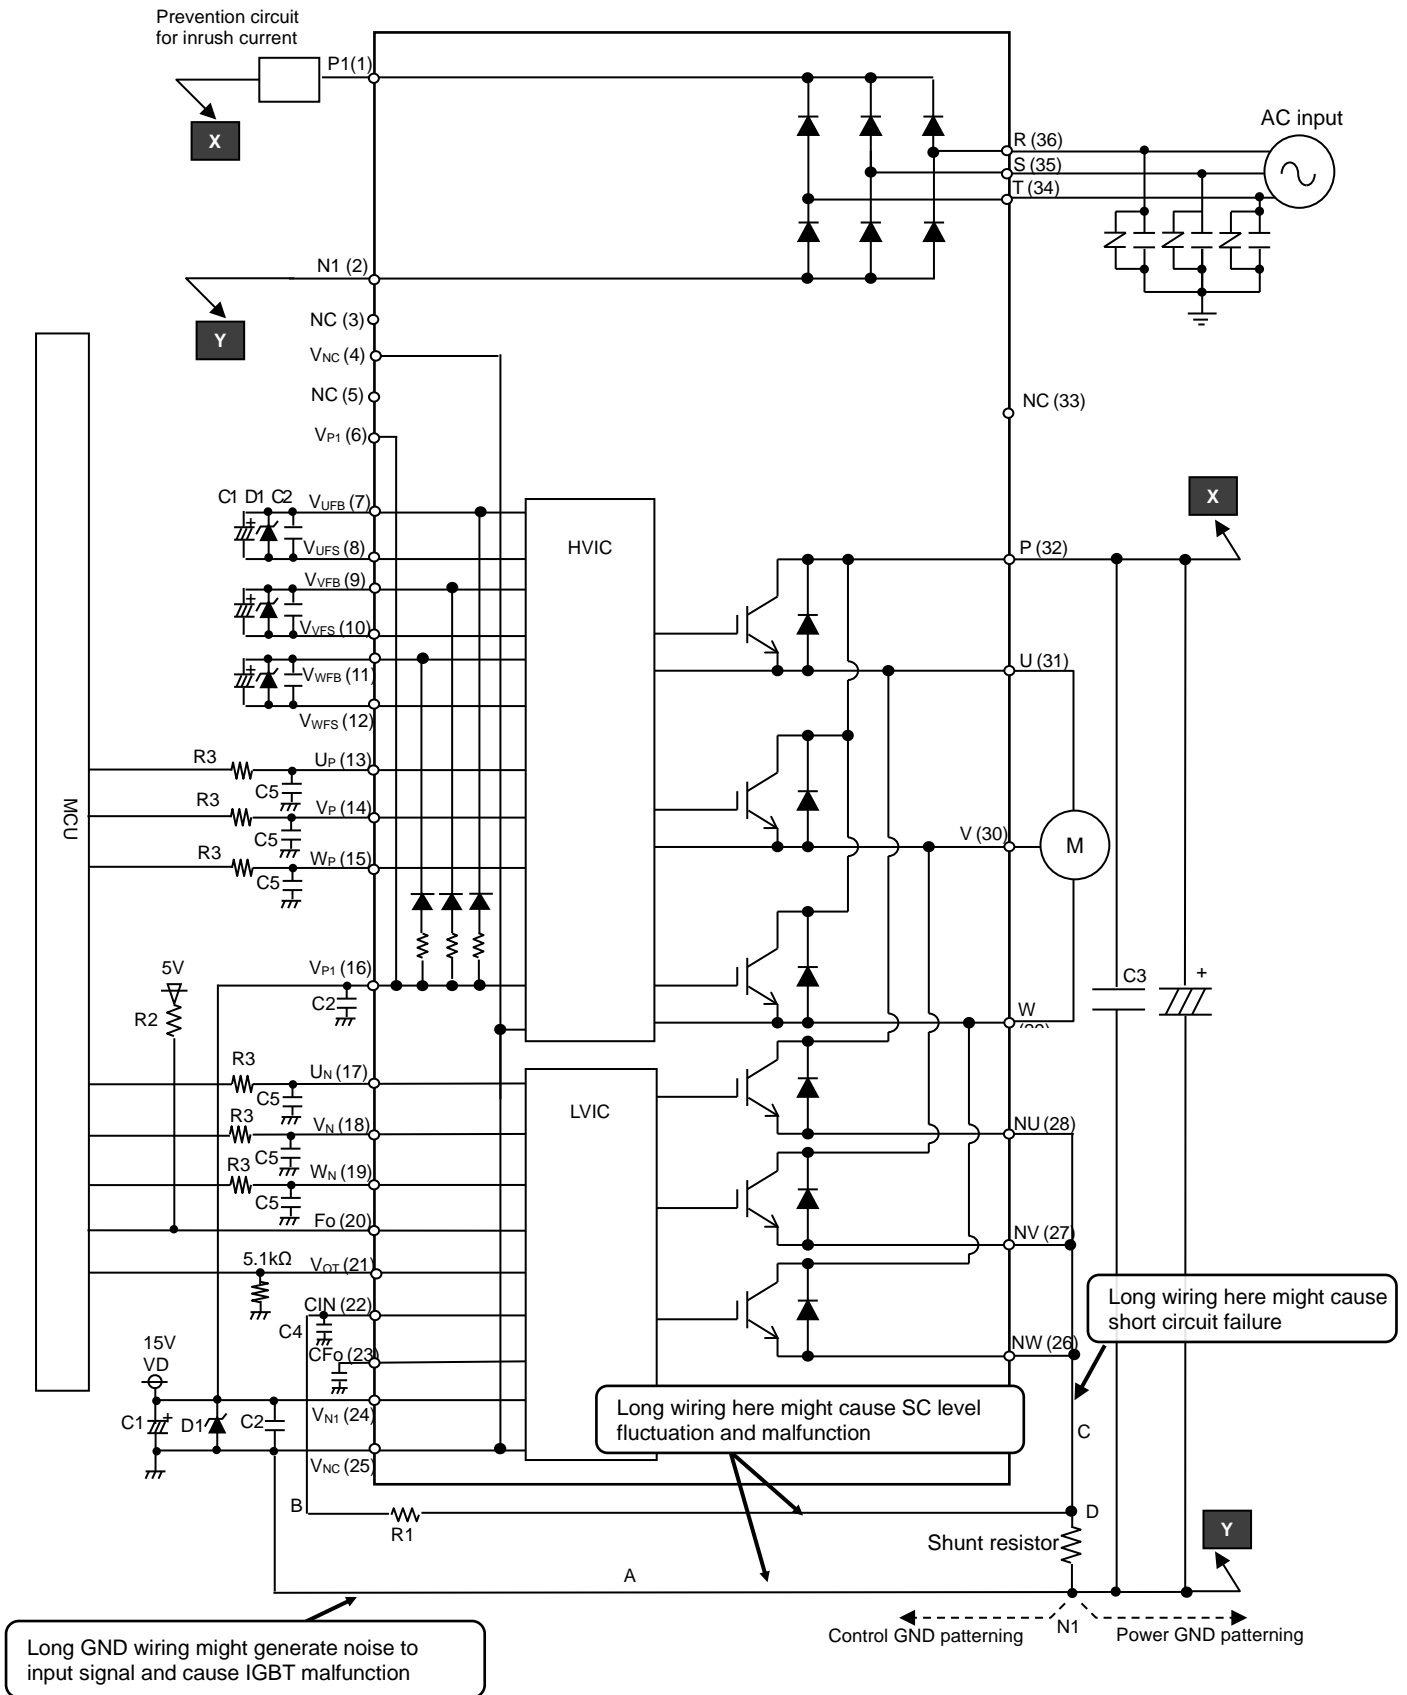 Prevention circuit
for inrush current
P1(1)
X
AC input
R (36)
S (35)
T (34)
N1 (2)
Y
NC (3)
VNC (4)
NC (5)
NC (33)
VP1 (6)
X
C1 D1 C2
VUFB (7)
HVIC
P (32)
VUFS (8)
VVFB (9)
VVFS (10)
U (31)
VWFB (11)
VWFS (12)
R3
UP (13)
C5
R3
VP (14)
C5
MCU
V (30)
M
R3
WP (15)
C5
5V
VP1 (16)
C2
R2
C3
+
W
R3
UN (17)
C5
LVIC
R3
VN (18)
C5
NU (28)
R3
WN (19)
C5
Fo (20)
NV (27)
5.1kΩ
VOT (21)
CIN (22)
C4
Long wiring here might cause
short circuit failure
15V
VD
CFo (23)
NW (26)
Long wiring here might cause SC level
fluctuation and malfunction
C1
+
D1
C2
VN1 (24)
C
VNC (25)
B
R1
D
Shunt resistor
Y
A
Control GND patterning
N1
Power GND patterning
Long GND wiring might generate noise to
input signal and cause IGBT malfunction